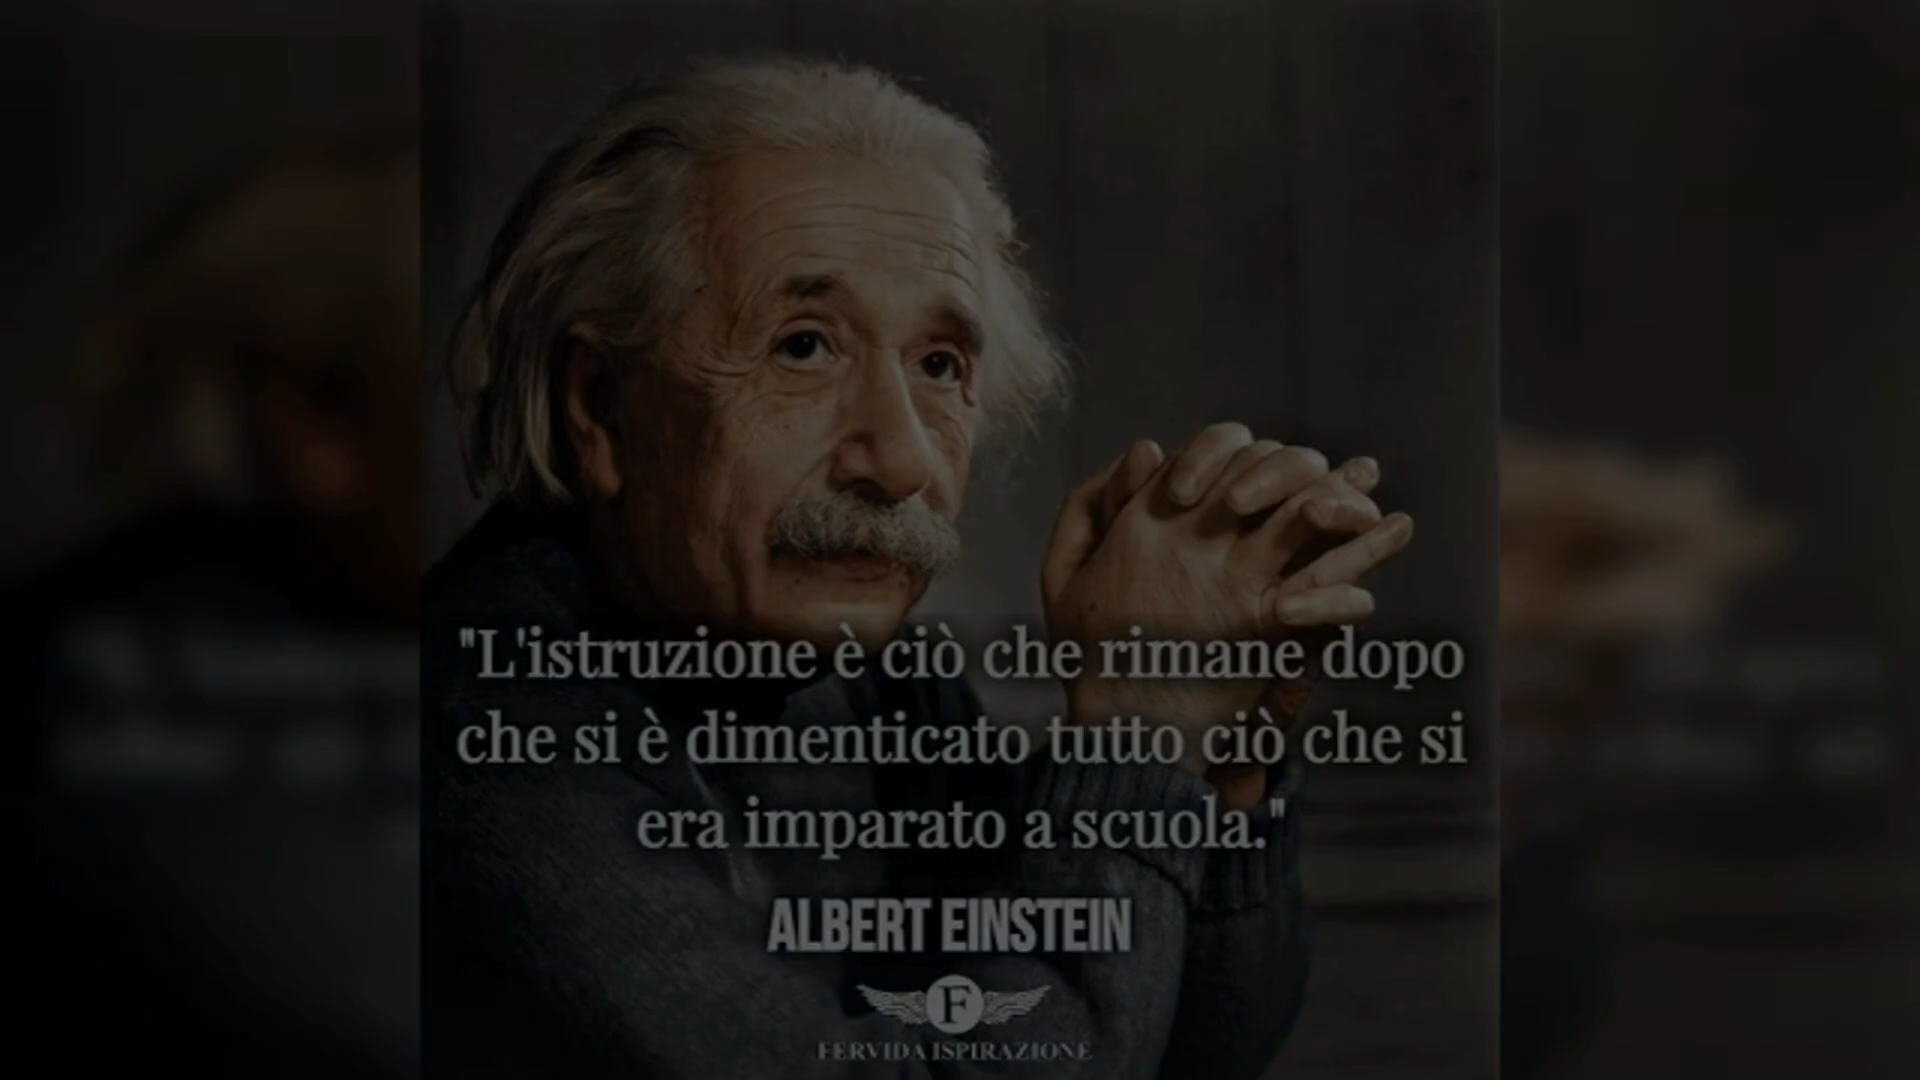 "L'istruzione è ciò che rimane dopo
che si è dimenticato tutto ciò che si
era imparato a scuola."
ALBERT EINSTEIN
F
FERVIDA ISPIRAZIONE